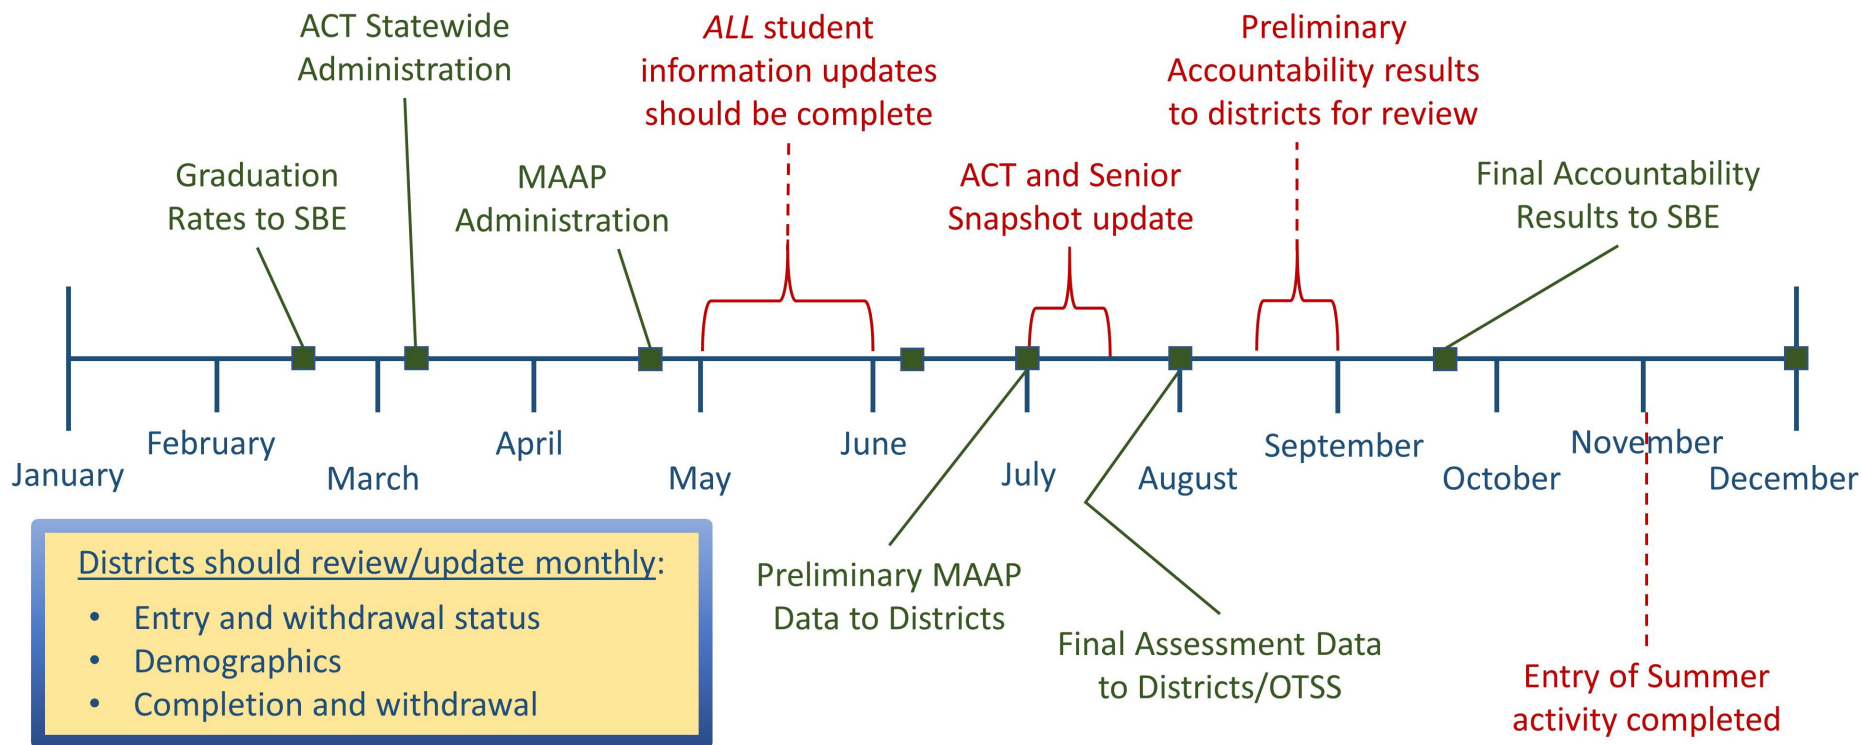 ACT Statewide
Administration
ALL student
information updates
should be complete
Preliminary
Accountability results
to districts for review
Graduation
Rates to SBE
MAAP
Administration
ACT and Senior
Snapshot update
Final Accountability
Results to SBE
January
February
March
April
May
June
July
August
September
October
November
December
Districts should review/update monthly:
• Entry and withdrawal status
• Demographics
• Completion and withdrawal
Preliminary MAAP
Data to Districts
Final Assessment Data
to Districts/OTSS
Entry of Summer
activity completed